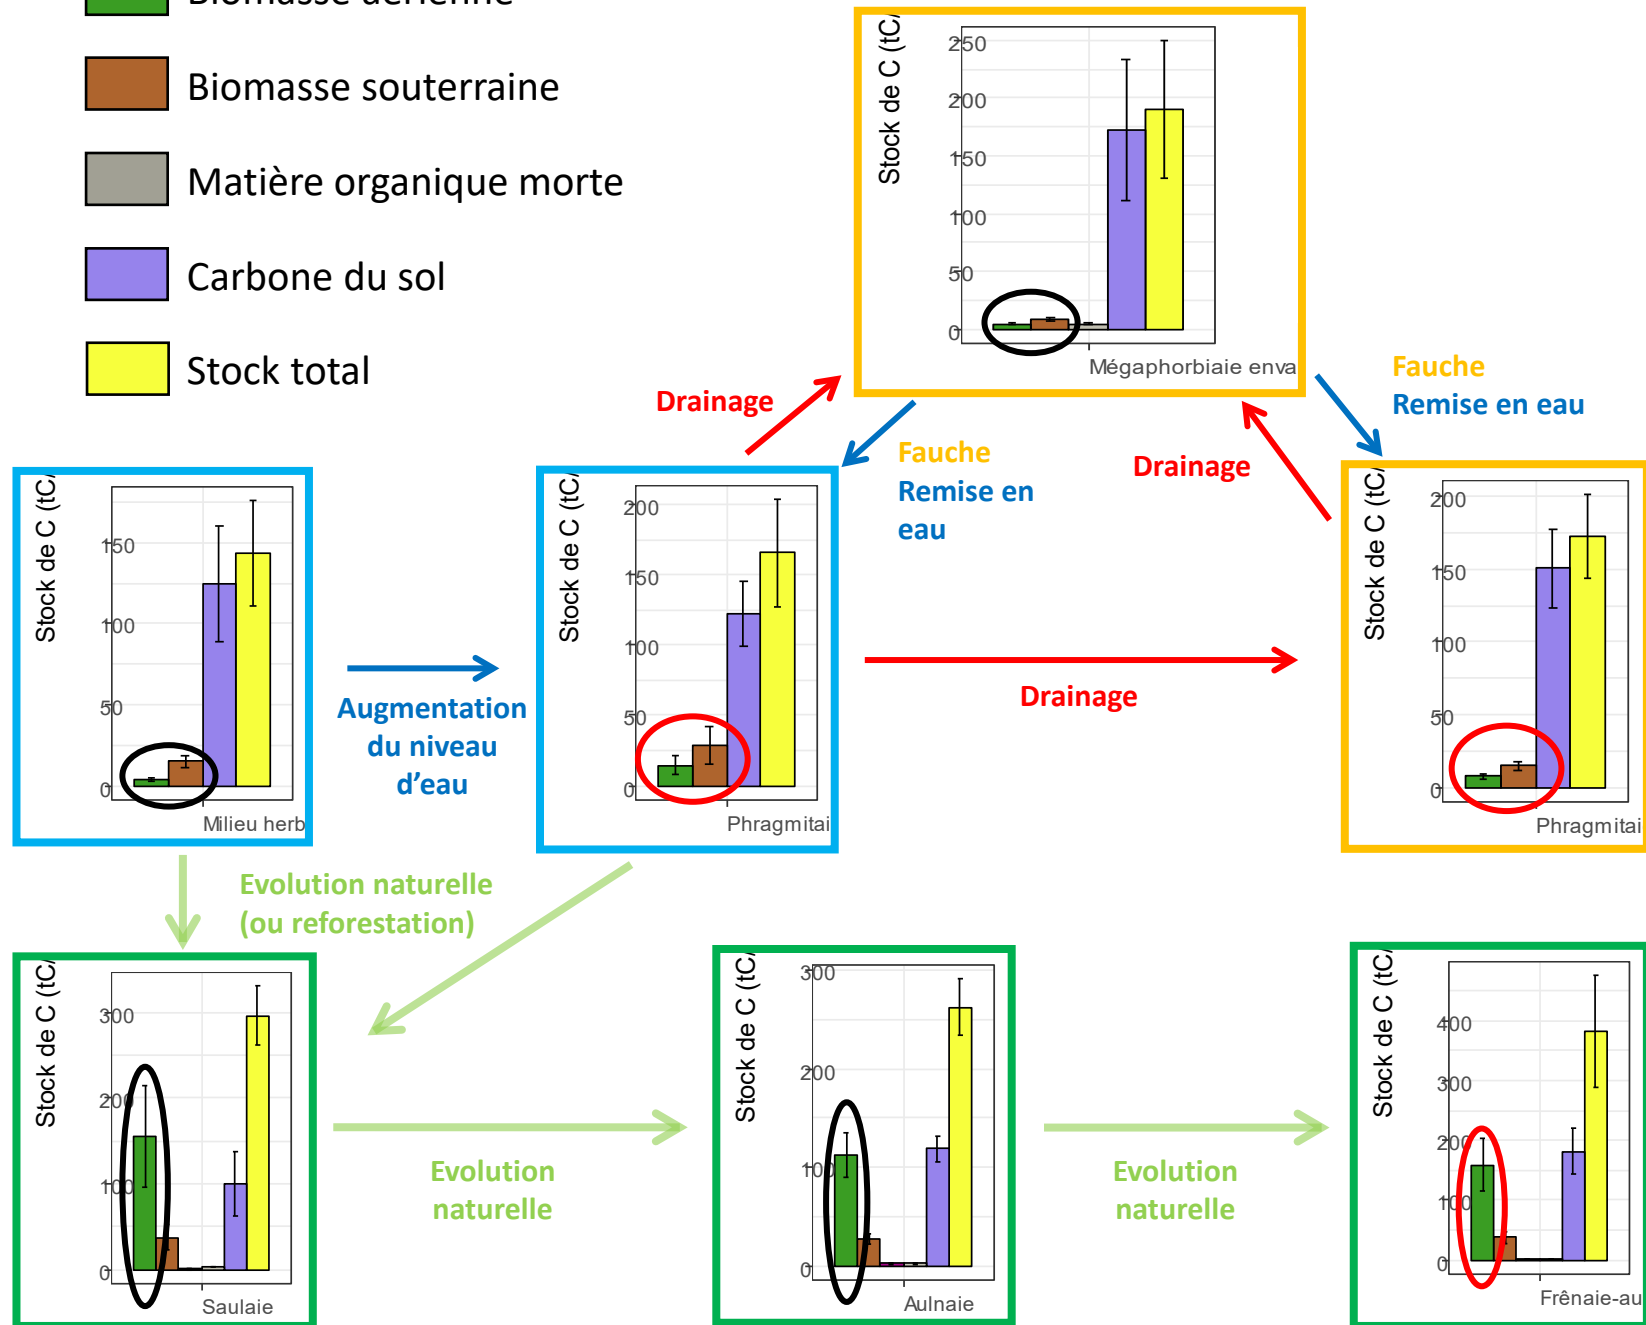 Biomasse aérienne
Biomasse souterraine
Matière organique morte
Carbone du sol
Stock total
Stock de C (tC/
250
200
150
100
50
0
Mégaphorbiaie enva
Drainage
Fauche
Remise en
eau
Drainage
Fauche
Remise en eau
Stock de C (tC/
150
100
50
0
Milieu herb
Augmentation
du niveau
d'eau
Stock de C (tC/
200
150
100
50
0
Phragmitai
Drainage
Stock de C (tC/
200
150
100
50
0
Phragmitai
Evolution naturelle
(ou reforestation)
Stock de C (tC/
300
200
100
0
Saulaie
Evolution
naturelle
Stock de C (tC/
300
200
100
0
Aulnaie
Evolution
naturelle
Stock de C (tC/
400
300
200
100
0
Frênaie-au